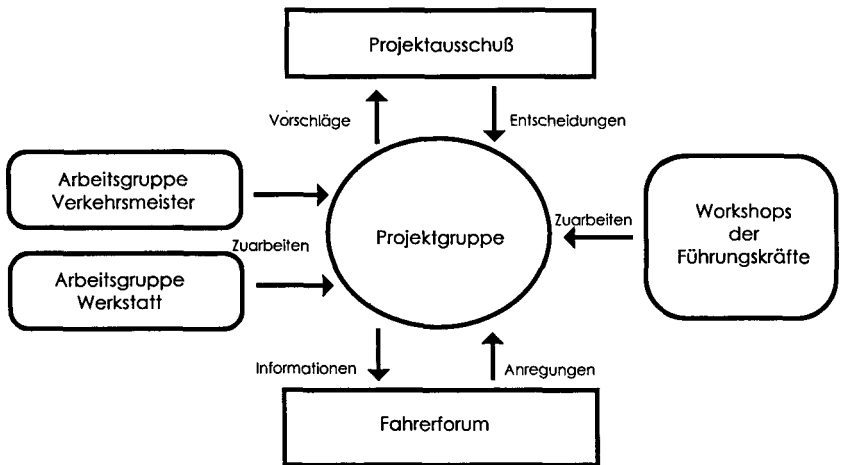 Projektausschuß
Vorschläge
Entscheidungen
Arbeitsgruppe
Verkehrsmeister
Zuarbeiten
Arbeitsgruppe
Werkstatt
Projektgruppe
Zuarbeiten
Workshops
der
Führungskräfte
Informationen
Anregungen
Fahrerforum